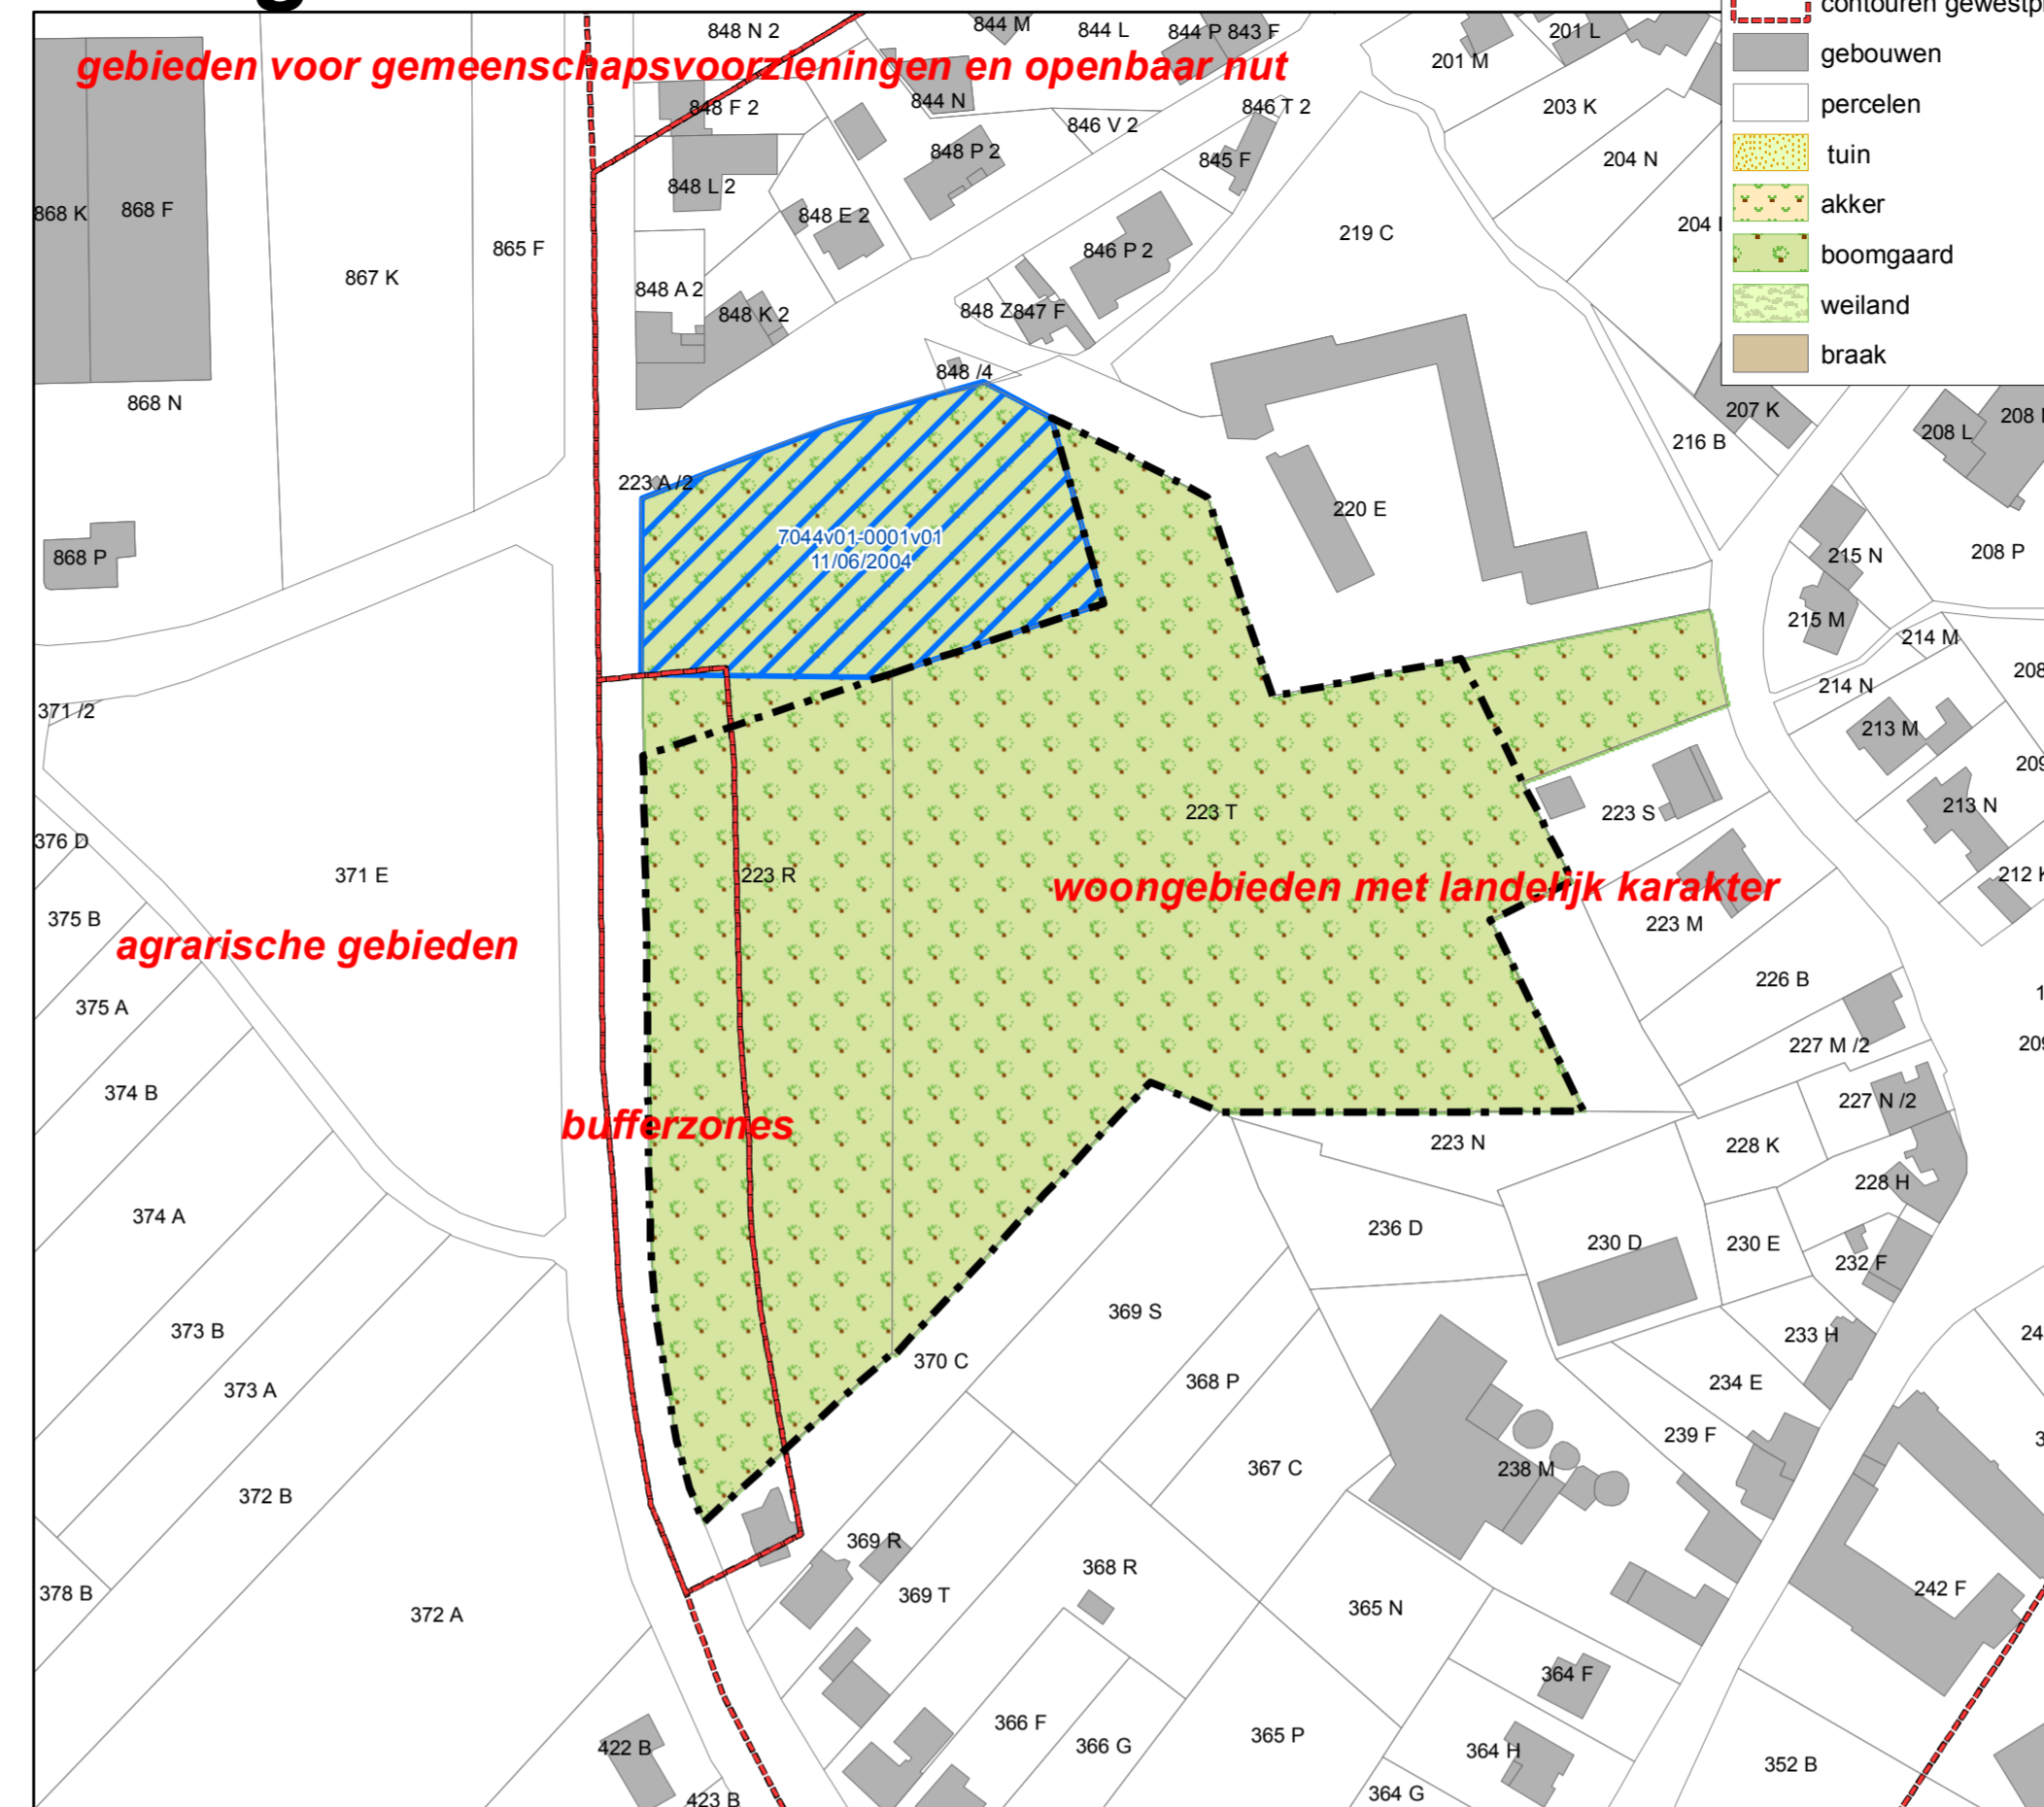 contouren gewestp
gebouwen
percelen
tuin
akker
boomgaard
weiland
braak
gebieden voor gemeenschapsvoorzieningen en openbaar nut
848 N 2
844 M
844 L
844 P
843 F
201 L
201 M
848 F 2
844 N
846 V 2
846 T 2
203 K
848 P 2
845 F
204 N
868 K
868 F
848 L 2
848 E 2
865 F
867 K
846 P 2
219 C
848 A 2
848 K 2
848 Z
847 F
848 /4
868 N
207 K
208 L
216 B
223 A /2
7044v01-0001v01
11/06/2004
220 E
868 P
215 N
208 P
215 M
214 M
214 N
371 /2
213 M
223 T
223 S
213 N
376 D
371 E
223 R
woongebieden met landelijk karakter
375 B
agrarische gebieden
223 M
226 B
375 A
227 M /2
374 B
bufferzones
227 N /2
223 N
228 K
228 H
374 A
236 D
230 D
230 E
232 F
369 S
373 B
233 H
370 C
373 A
368 P
234 E
239 F
367 C
238 M
372 B
369 R
368 R
378 B
369 T
365 N
242 F
372 A
364 F
366 F
366 G
365 P
364 H
422 B
352 B
364 G
423 B